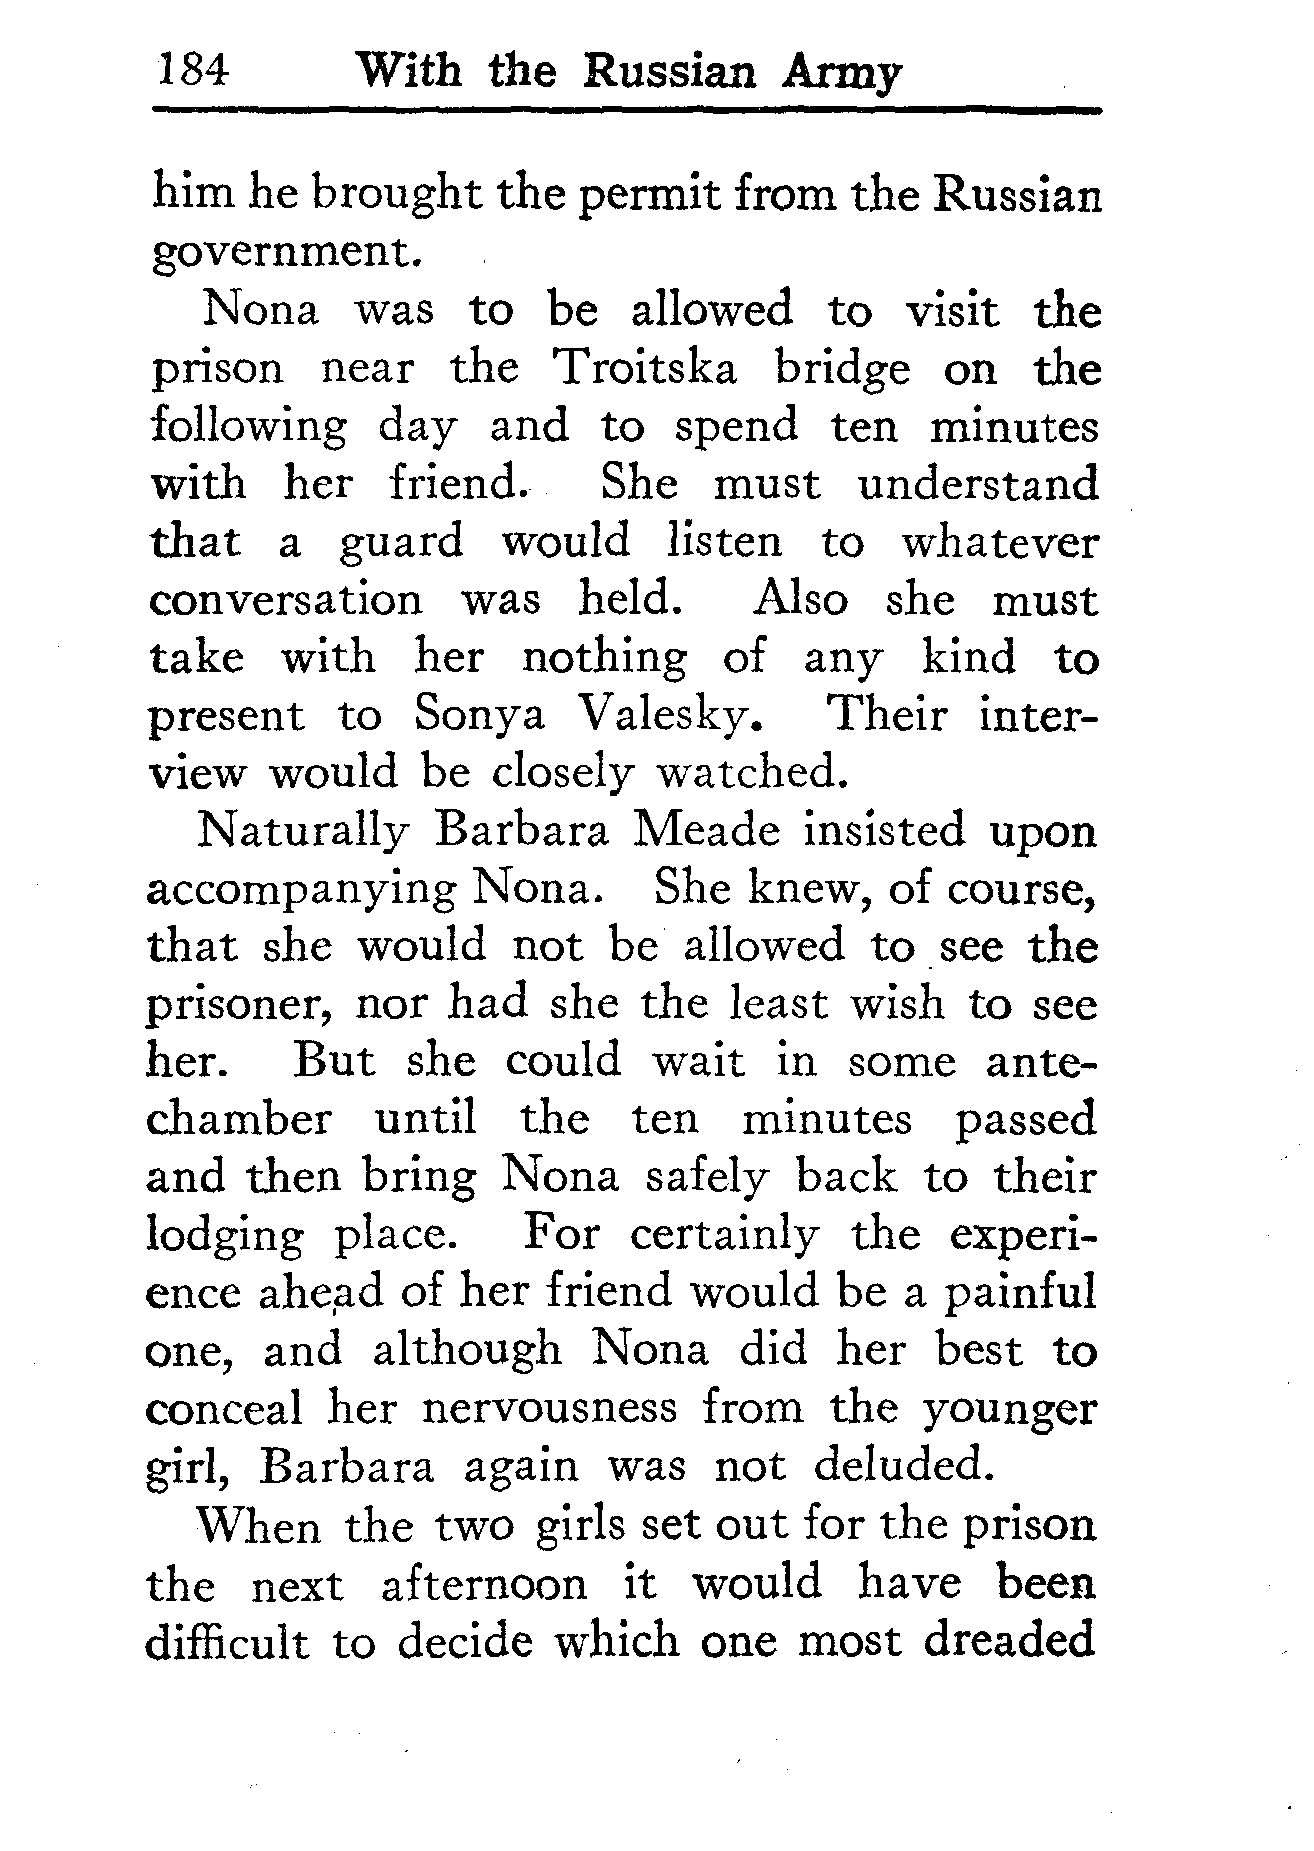 184 With the Russian Army
him he brought the permit from the Russian
government.
Nona was to be allowed to visit the
prison near the Troitska bridge on the
following day and to spend ten minutes
with her friend. She must understand
that a guard would listen to whatever
conversation was held. Also she must
take with her nothing of any kind to
present to Sonya Valesky. Their inter-
view would be closely watched.
Naturally Barbara Meade insisted upon
accompanying Nona. She knew, of course,
that she would not be allowed to see the
prisoner, nor had she the least wish to see
her. But she could wait in some ante-
chamber until the ten minutes passed
and then bring Nona safely back to their
lodging place. For certainly the experi-
ence ahead of her friend would be a painful
one, and although Nona did her best to
conceal her nervousness from the younger
girl, Barbara again was not deluded.
When the two girls set out for the prison
the next afternoon it would have been
difficult to decide which one most dreaded